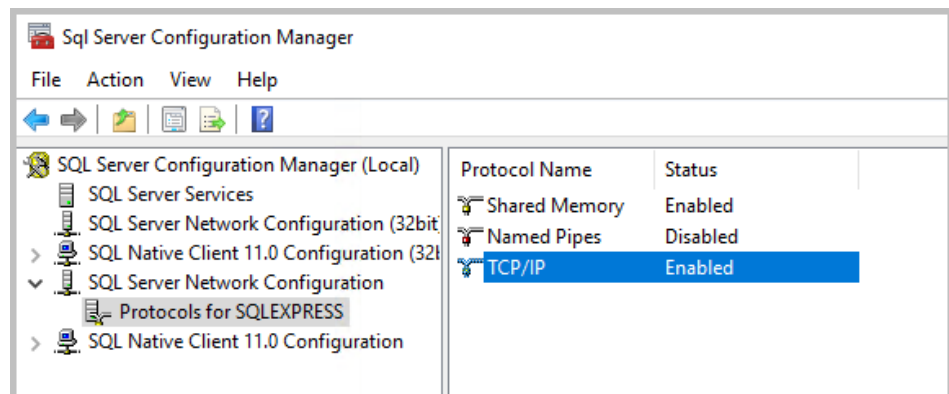 Sql Server Configuration Manager
File Action View Help
SQL Server Configuration Manager (Local)
SQL Server Services
SQL Server Network Configuration (32bit
SQL Native Client 11.0 Configuration (32b
SQL Server Network Configuration
Protocols for SQLEXPRESS
SQL Native Client 11.0 Configuration
Protocol Name Status
Shared Memory Enabled
Named Pipes Disabled
TCP/IP Enabled